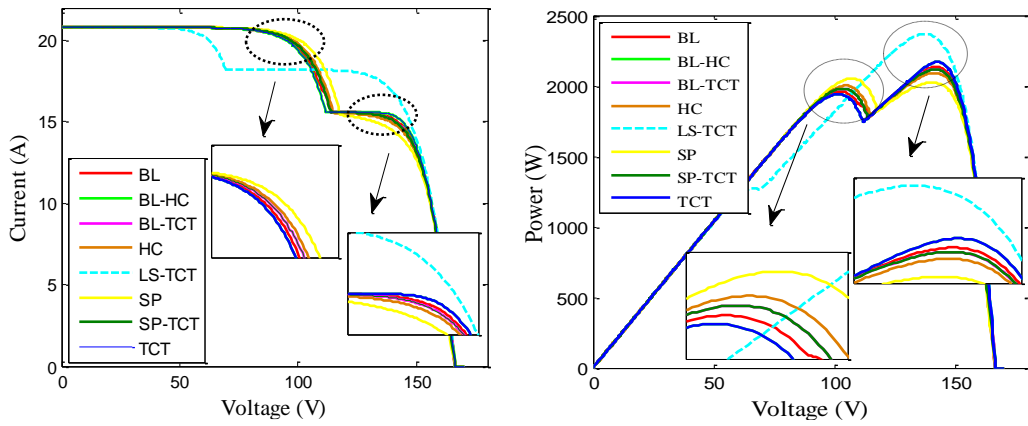 20
15
10
5
0
0
50
100
150
Current (A)
Voltage (V)
BL
BL-HC
BL-TCT
HC
LS-TCT
SP
SP-TCT
TCT
2500
2000
1500
1000
500
0
0
50
100
150
Power (W)
Voltage (V)
BL
BL-HC
BL-TCT
HC
LS-TCT
SP
SP-TCT
TCT